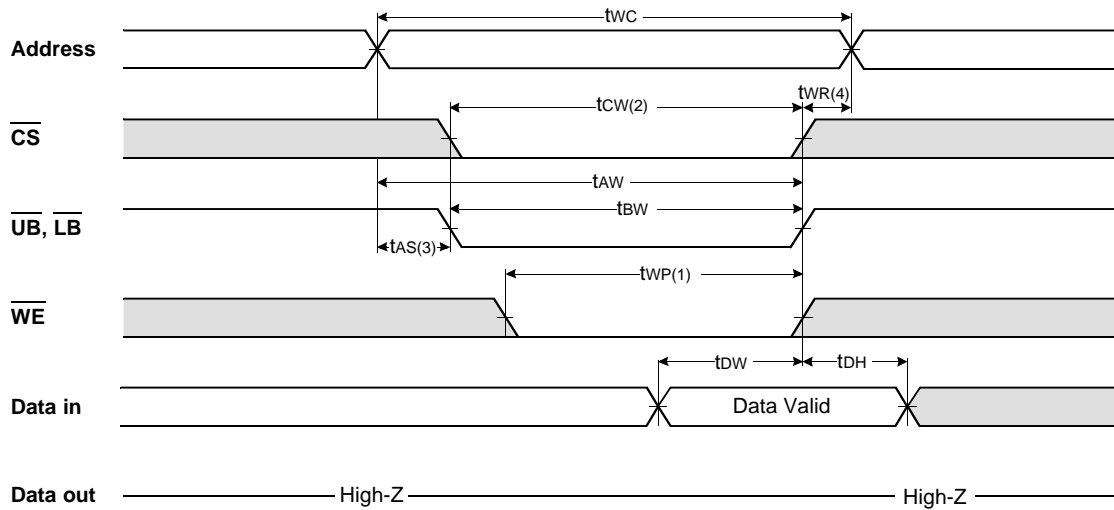 tWC
Address
tCW(2)
tWR(4)
CS
tAW
tBW
UB, LB
tAS(3)
tWP(1)
WE
tDW
tDH
Data in
Data Valid
Data out
High-Z
High-Z